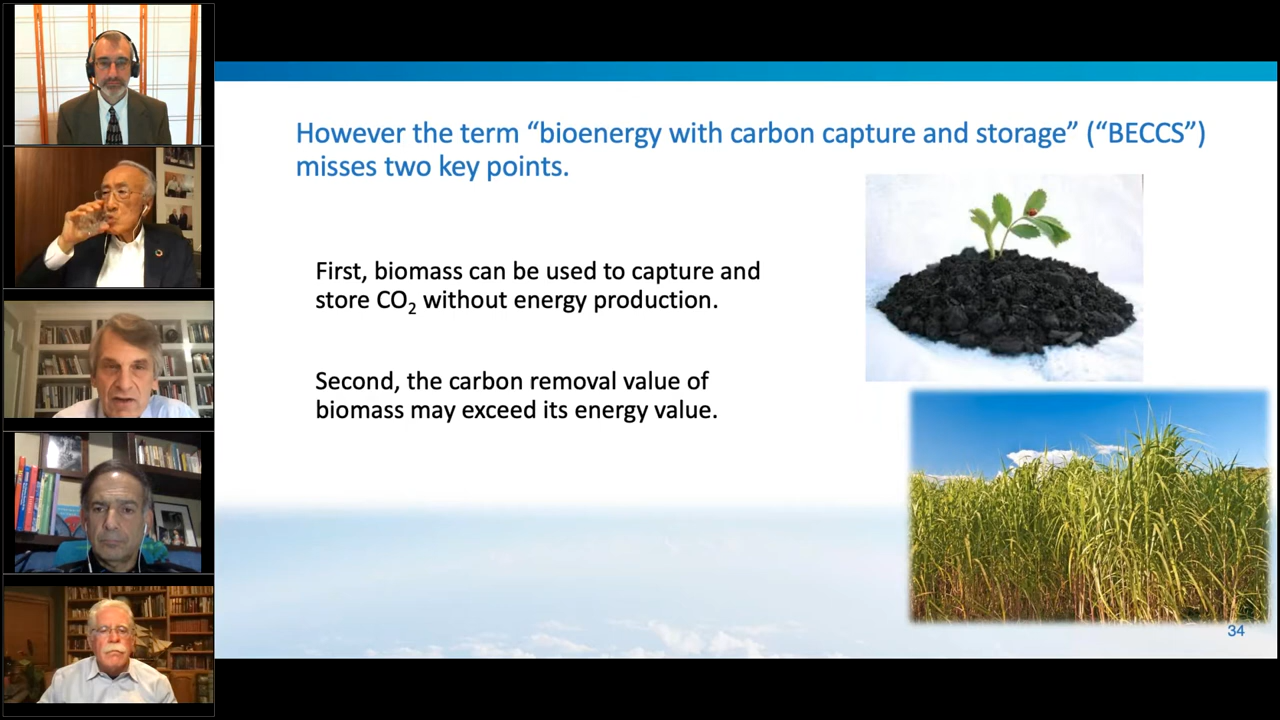 However the term “bioenergy with carbon capture and storage” (“BECCS”)
misses two key points.
First, biomass can be used to capture and
store CO₂ without energy production.
Second, the carbon removal value of
biomass may exceed its energy value.
34